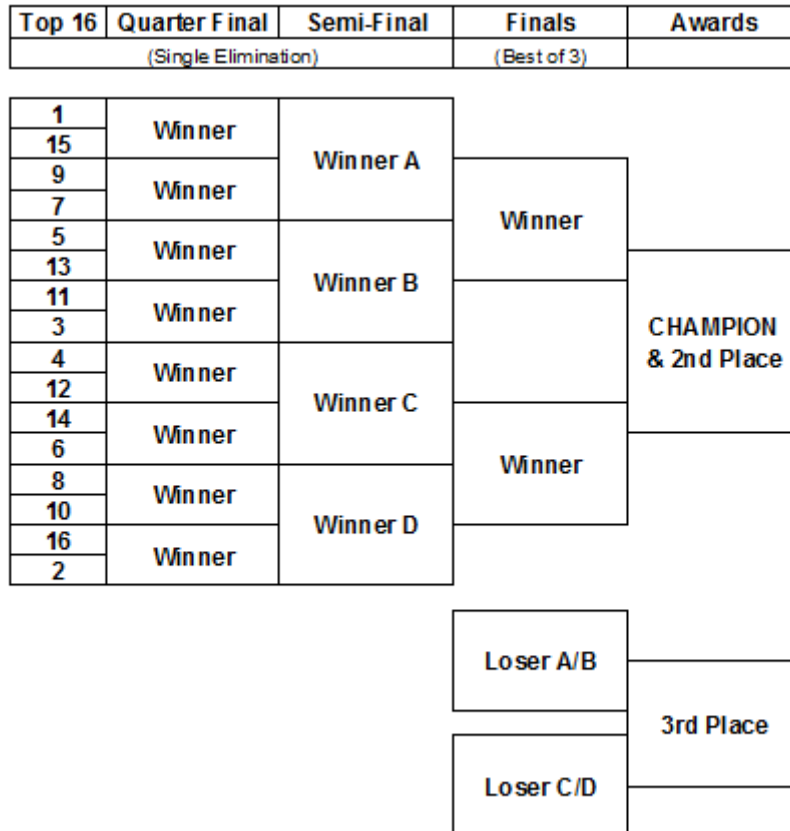 Top 16 Quarter Final Semi-Final Finals Awards
(Single Elimination) (Best of 3)
1
Winner
15
Winner A
9
Winner
7
Winner
5
Winner
13
Winner B
11
Winner
3
CHAMPION
& 2nd Place
4
Winner
12
Winner C
14
Winner
6
Winner
8
Winner
10
Winner D
16
Winner
2
Loser A/B
3rd Place
Loser C/D